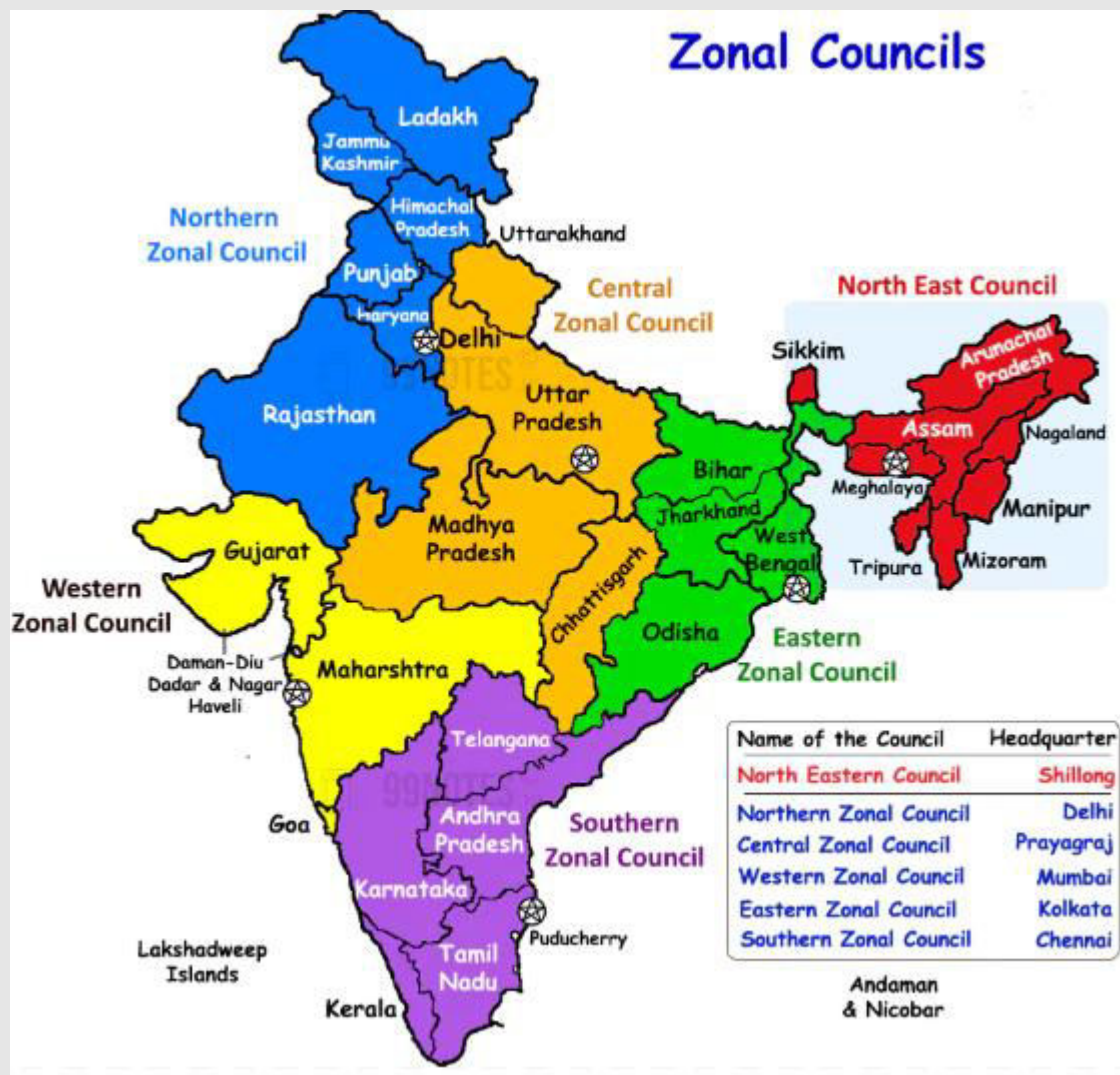 Zonal Councils
Ladakh
Jammu
Kashmir
Himachal
Pradesh
Northern
Zonal Council
Uttarakhand
Punjab
Central
Zonal Council
North East Council
Haryana
Delhi
Sikkim
Arunachal
Pradesh
99NOTES
Uttar
Pradesh
Rajasthan
Assam
Nagaland
Bihar
Meghalaya
Jharkhand
Manipur
Madhya
Pradesh
West
Bengal
Gujarat
Chhattisgarh
Tripura
Mizoram
Western
Zonal Council
Odisha
Eastern
Zonal Council
Daman-Diu
Dadar & Nagar
Haveli
Maharshtra
Telangana
Name of the Council Headquarter
North Eastern Council Shillong
Northern Zonal Council Delhi
Central Zonal Council Prayagraj
Western Zonal Council Mumbai
Eastern Zonal Council Kolkata
Southern Zonal Council Chennai
99NOTES
Goa
Andhra
Pradesh
Southern
Zonal Council
Karnataka
Puducherry
Lakshadweep
Islands
Tamil
Nadu
Kerala
Andaman
& Nicobar